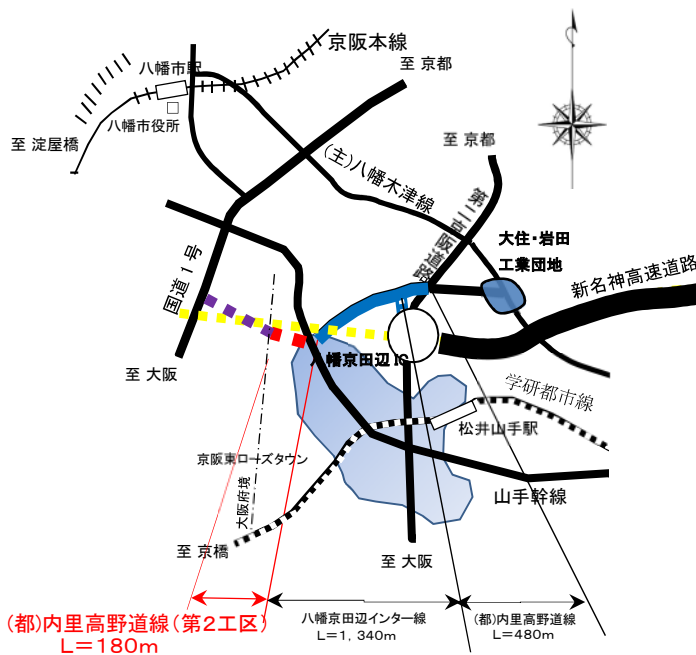 京阪本線
八幡市駅
至 京都
八幡市役所
至 淀屋橋
(主)八幡木津線
至 京都
第二京阪道路
大住・岩田
工業団地
新名神高速道路
国道1号
八幡京田辺IC
至 大阪
学研都市線
松井山手駅
京阪東ローズタウン
大阪府境
山手幹線
至 京橋
至 大阪
(都)内里高野道線(第2工区)
L=180m
八幡京田辺インター線
L=1,340m
(都)内里高野道線
L=480m